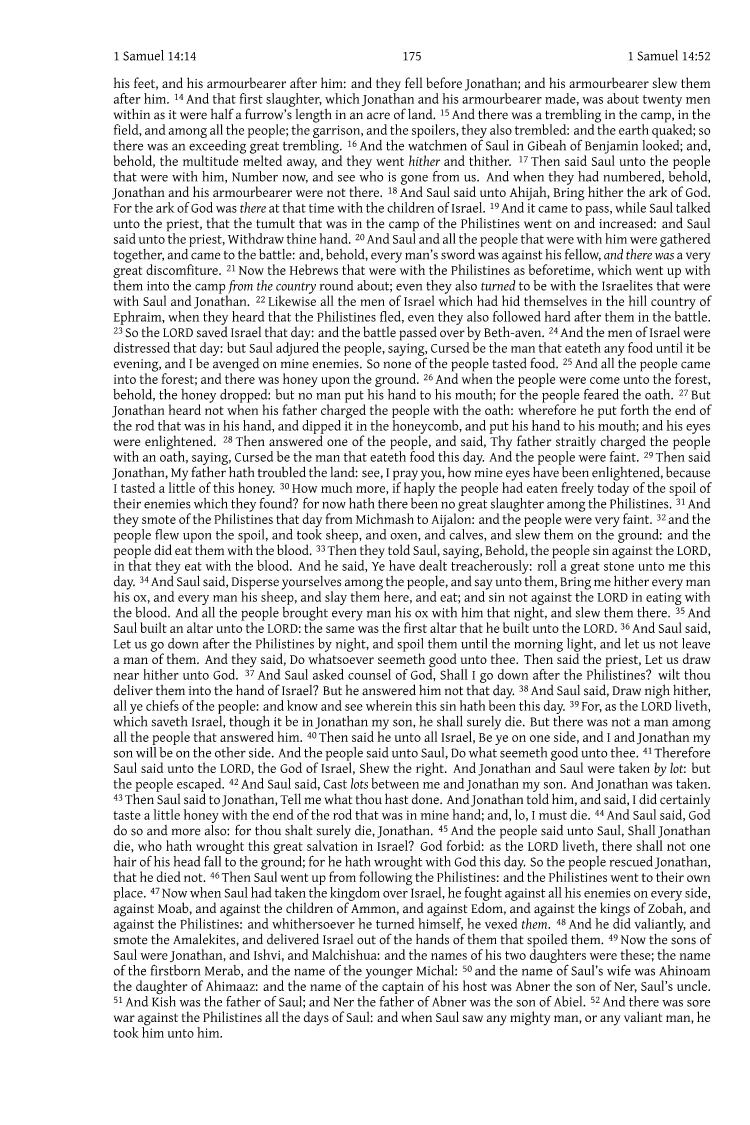 1 Samuel 14:14 175 1 Samuel 14:52
his feet, and his armourbearer after him: and they fell before Jonathan; and his armourbearer slew them
after him. 14 And that first slaughter, which Jonathan and his armourbearer made, was about twenty men
within as it were half a furrow's length in an acre of land. 15 And there was a trembling in the camp, in the
field, and among all the people; the garrison, and the spoilers, they also trembled: and the earth quaked; so
there was an exceeding great trembling. 16 And the watchmen of Saul in Gibeah of Benjamin looked; and,
behold, the multitude melted away, and they went hither and thither. 17 Then said Saul unto the people
that were with him, Number now, and see who is gone from us. And when they had numbered, behold,
Jonathan and his armourbearer were not there. 18 And Saul said unto Ahijah, Bring hither the ark of God.
For the ark of God was there at that time with the children of Israel. 19 And it came to pass, while Saul talked
unto the priest, that the tumult that was in the camp of the Philistines went on and increased: and Saul
said unto the priest, Withdraw thine hand. 20 And Saul and all the people that were with him were gathered
together, and came to the battle: and, behold, every man's sword was against his fellow, and there was a very
great discomfiture. 21 Now the Hebrews that were with the Philistines as beforetime, which went up with
them into the camp from the country round about; even they also turned to be with the Israelites that were
with Saul and Jonathan. 22 Likewise all the men of Israel which had hid themselves in the hill country of
Ephraim, when they heard that the Philistines fled, even they also followed hard after them in the battle.
23 So the LORD saved Israel that day: and the battle passed over by Beth-aven. 24 And the men of Israel were
distressed that day: but Saul adjured the people, saying, Cursed be the man that eateth any food until it be
evening, and I be avenged on mine enemies. So none of the people tasted food. 25 And all the people came
into the forest; and there was honey upon the ground. 26 And when the people were come unto the forest,
behold, the honey dropped: but no man put his hand to his mouth; for the people feared the oath. 27 But
Jonathan heard not when his father charged the people with the oath: wherefore he put forth the end of
the rod that was in his hand, and dipped it in the honeycomb, and put his hand to his mouth; and his eyes
were enlightened. 28 Then answered one of the people, and said, Thy father straitly charged the people
with an oath, saying, Cursed be the man that eateth food this day. And the people were faint. 29 Then said
Jonathan, My father hath troubled the land: see, I pray you, how mine eyes have been enlightened, because
I tasted a little of this honey. 30 How much more, if haply the people had eaten freely today of the spoil of
their enemies which they found? for now hath there been no great slaughter among the Philistines. 31 And
they smote of the Philistines that day from Michmash to Aijalon: and the people were very faint. 32 and the
people flew upon the spoil, and took sheep, and oxen, and calves, and slew them on the ground: and the
people did eat them with the blood. 33 Then they told Saul, saying, Behold, the people sin against the LORD,
in that they eat with the blood. And he said, Ye have dealt treacherously: roll a great stone unto me this
day. 34 And Saul said, Disperse yourselves among the people, and say unto them, Bring me hither every man
his ox, and every man his sheep, and slay them here, and eat; and sin not against the LORD in eating with
the blood. And all the people brought every man his ox with him that night, and slew them there. 35 And
Saul built an altar unto the LORD: the same was the first altar that he built unto the LORD. 36 And Saul said,
Let us go down after the Philistines by night, and spoil them until the morning light, and let us not leave
a man of them. And they said, Do whatsoever seemeth good unto thee. Then said the priest, Let us draw
near hither unto God. 37 And Saul asked counsel of God, Shall I go down after the Philistines? wilt thou
deliver them into the hand of Israel? But he answered him not that day. 38 And Saul said, Draw nigh hither,
all ye chiefs of the people: and know and see wherein this sin hath been this day. 39 For, as the LORD liveth,
which saveth Israel, though it be in Jonathan my son, he shall surely die. But there was not a man among
all the people that answered him. 40 Then said he unto all Israel, Be ye on one side, and I and Jonathan my
son will be on the other side. And the people said unto Saul, Do what seemeth good unto thee. 41 Therefore
Saul said unto the LORD, the God of Israel, Shew the right. And Jonathan and Saul were taken by lot: but
the people escaped. 42 And Saul said, Cast lots between me and Jonathan my son. And Jonathan was taken.
43 Then Saul said to Jonathan, Tell me what thou hast done. And Jonathan told him, and said, I did certainly
taste a little honey with the end of the rod that was in mine hand; and, lo, I must die. 44 And Saul said, God
do so and more also: for thou shalt surely die, Jonathan. 45 And the people said unto Saul, Shall Jonathan
die, who hath wrought this great salvation in Israel? God forbid: as the LORD liveth, there shall not one
hair of his head fall to the ground; for he hath wrought with God this day. So the people rescued Jonathan,
that he died not. 46 Then Saul went up from following the Philistines: and the Philistines went to their own
place. 47 Now when Saul had taken the kingdom over Israel, he fought against all his enemies on every side,
against Moab, and against the children of Ammon, and against Edom, and against the kings of Zobah, and
against the Philistines: and whithersoever he turned himself, he vexed them. 48 And he did valiantly, and
smote the Amalekites, and delivered Israel out of the hands of them that spoiled them. 49 Now the sons of
Saul were Jonathan, and Ishvi, and Malchishua: and the names of his two daughters were these; the name
of the firstborn Merab, and the name of the younger Michal: 50 and the name of Saul's wife was Ahinoam
the daughter of Ahimaaz: and the name of the captain of his host was Abner the son of Ner, Saul's uncle.
51 And Kish was the father of Saul; and Ner the father of Abner was the son of Abiel. 52 And there was sore
war against the Philistines all the days of Saul: and when Saul saw any mighty man, or any valiant man, he
took him unto him.